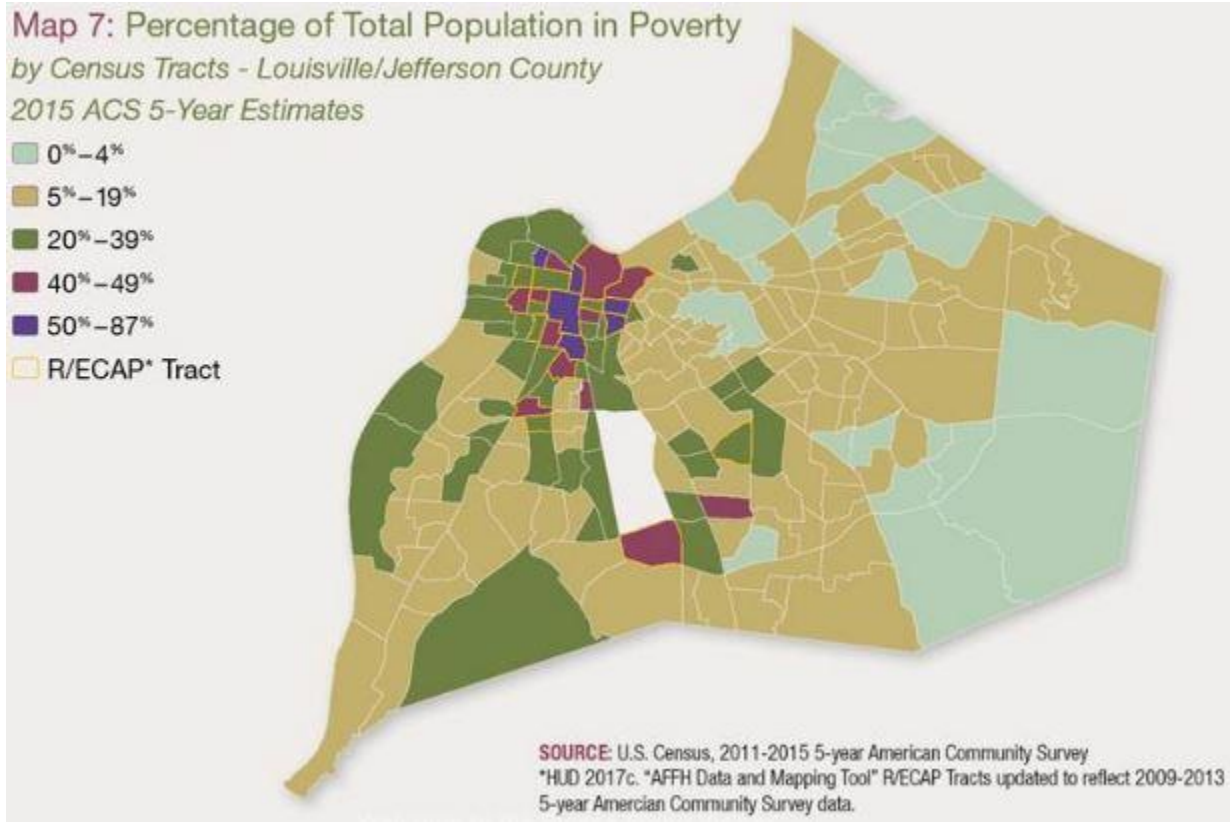 Map 7: Percentage of Total Population in Poverty
by Census Tracts - Louisville/Jefferson County
2015 ACS 5-Year Estimates
0%–4%
5%–19%
20%–39%
40%–49%
50%–87%
R/ECAP* Tract
SOURCE: U.S. Census, 2011-2015 5-year American Community Survey
*HUD 2017c. “AFFH Data and Mapping Tool” R/ECAP Tracts updated to reflect 2009-2013
5-year Amercian Community Survey data.